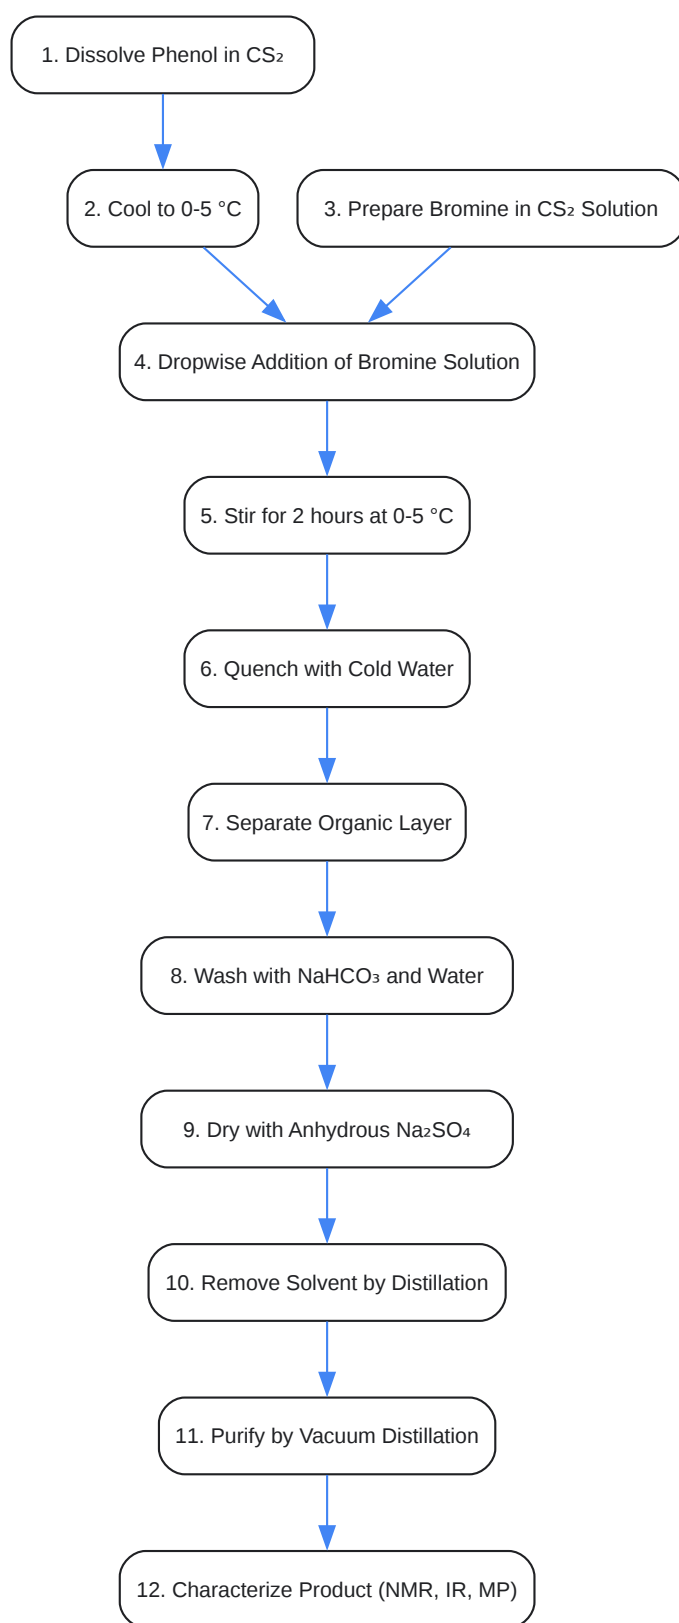 1. Dissolve Phenol in CS₂
2. Cool to 0-5 °C
3. Prepare Bromine in CS₂ Solution
4. Dropwise Addition of Bromine Solution
5. Stir for 2 hours at 0-5 °C
6. Quench with Cold Water
7. Separate Organic Layer
8. Wash with NaHCO₃ and Water
9. Dry with Anhydrous Na₂SO₄
10. Remove Solvent by Distillation
11. Purify by Vacuum Distillation
12. Characterize Product (NMR, IR, MP)